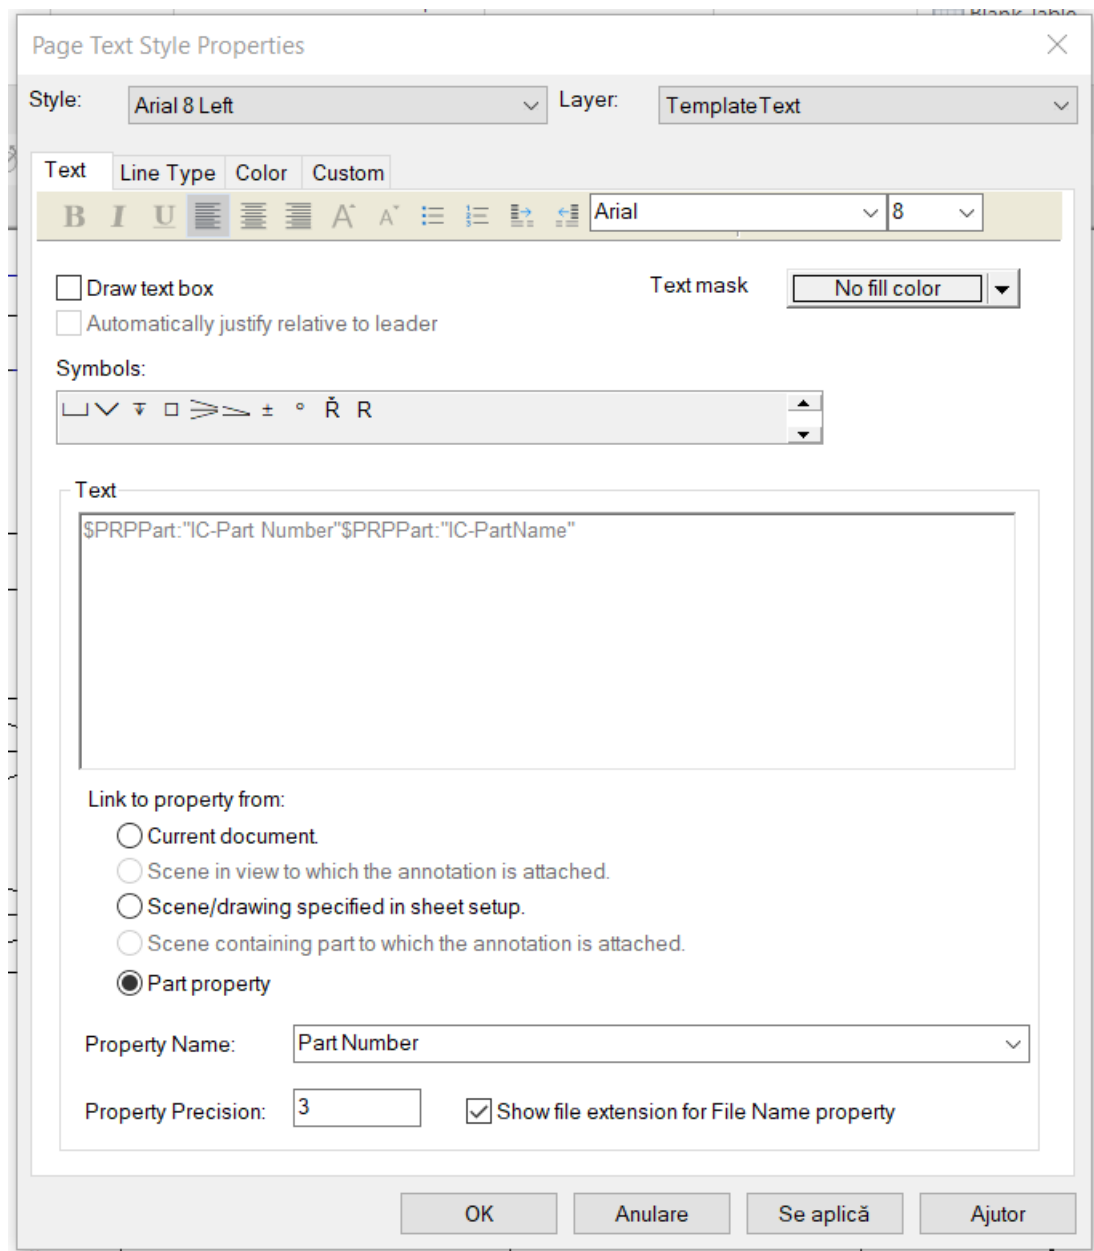 Blank Table
Page Text Style Properties
Style: Arial 8 Left Layer: TemplateText
Text Line Type Color Custom
B I U A A Arial 8
Draw text box Text mask No fill color
Automatically justify relative to leader
Symbols:
± ° Ř R
Text
$PRPPart:"IC-Part Number"$PRPPart:"IC-PartName"
Link to property from:
Current document.
Scene in view to which the annotation is attached.
Scene/drawing specified in sheet setup.
Scene containing part to which the annotation is attached.
Part property
Property Name: Part Number
Property Precision: 3 Show file extension for File Name property
OK Anulare Se aplică Ajutor